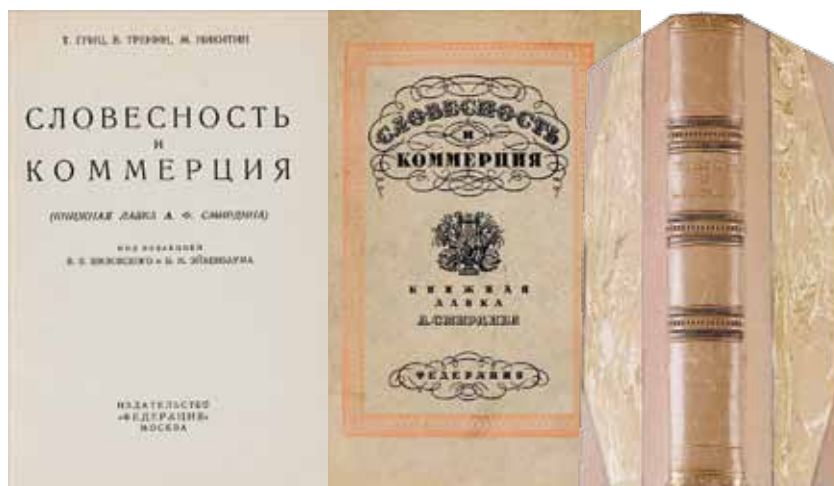 Т. ГРИЦ, В. ТРЕНИН, М. НИКИТИН
СЛОВЕСНОСТЬ
И
КОММЕРЦИЯ
(КНИЖНАЯ ЛАВКА А. Ф. СМИРДИНА)
ПОД РЕДАКЦИЕЙ
В. Б. ШКЛОВСКОГО и Б. М. ЭЙХЕНБАУМА
ИЗДАТЕЛЬСТВО
«ФЕДЕРАЦИЯ»
МОСКВА
СЛОВЕСНОСТЬ
И
КОММЕРЦИЯ
КНИЖНАЯ
ЛАВКА
А. СМИРДИНА
ФЕДЕРАЦИЯ